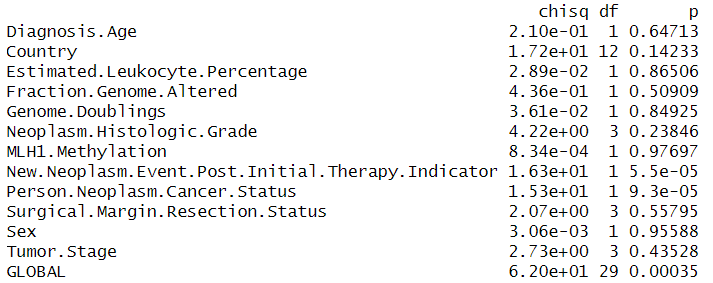 chisq df p
Diagnosis.Age 2.10e-01 1 0.64713
Country 1.72e+01 12 0.14233
Estimated.Leukocyte.Percentage 2.89e-02 1 0.86506
Fraction.Genome.Altered 4.36e-01 1 0.50909
Genome.Doublings 3.61e-02 1 0.84925
Neoplasm.Histologic.Grade 4.22e+00 3 0.23846
MLH1.Methylation 8.34e-04 1 0.97697
New.Neoplasm.Event.Post.Initial.Therapy.Indicator 1.63e+01 1 5.5e-05
Person.Neoplasm.Cancer.Status 1.53e+01 1 9.3e-05
Surgical.Margin.Resection.Status 2.07e+00 3 0.55795
Sex 3.06e-03 1 0.95588
Tumor.Stage 2.73e+00 3 0.43528
GLOBAL 6.20e+01 29 0.00035